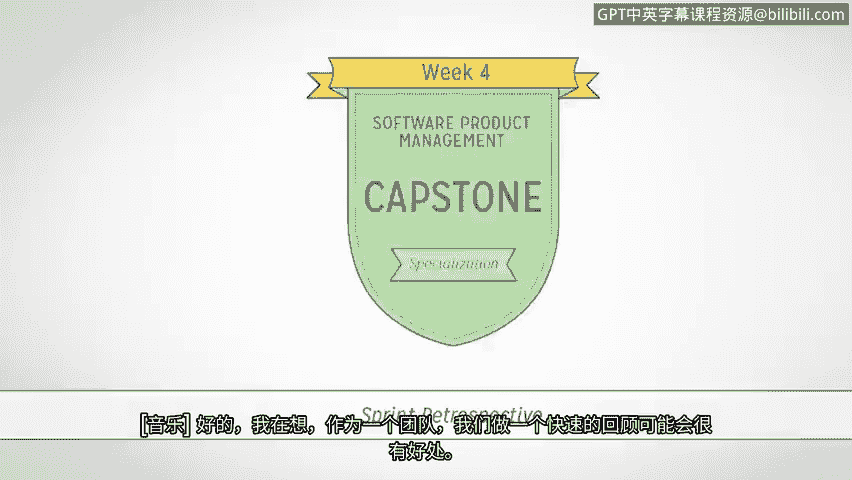 GPT中英字幕课程资源@bilibili.com
Week 4
SOFTWARE PRODUCT
MANAGEMENT
CAPSTONE
Specialization
Sprint Retrospective
[音乐] 好的，我在想，作为一个团队，我们做一个快速的回顾可能会很
有好处。